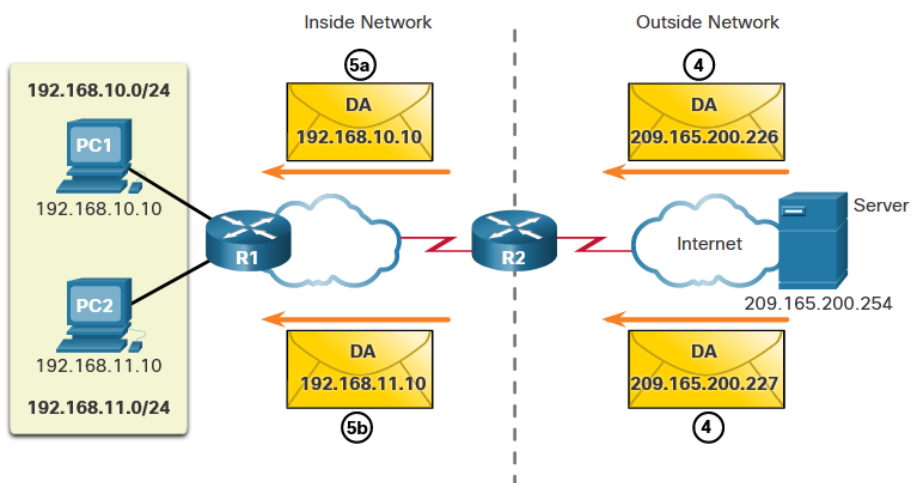 Inside Network
Outside Network
5a
4
192.168.10.0/24
DA
192.168.10.10
DA
209.165.200.226
PC1
192.168.10.10
Server
R1
R2
Internet
PC2
209.165.200.254
192.168.11.10
DA
192.168.11.10
DA
209.165.200.227
192.168.11.0/24
5b
4